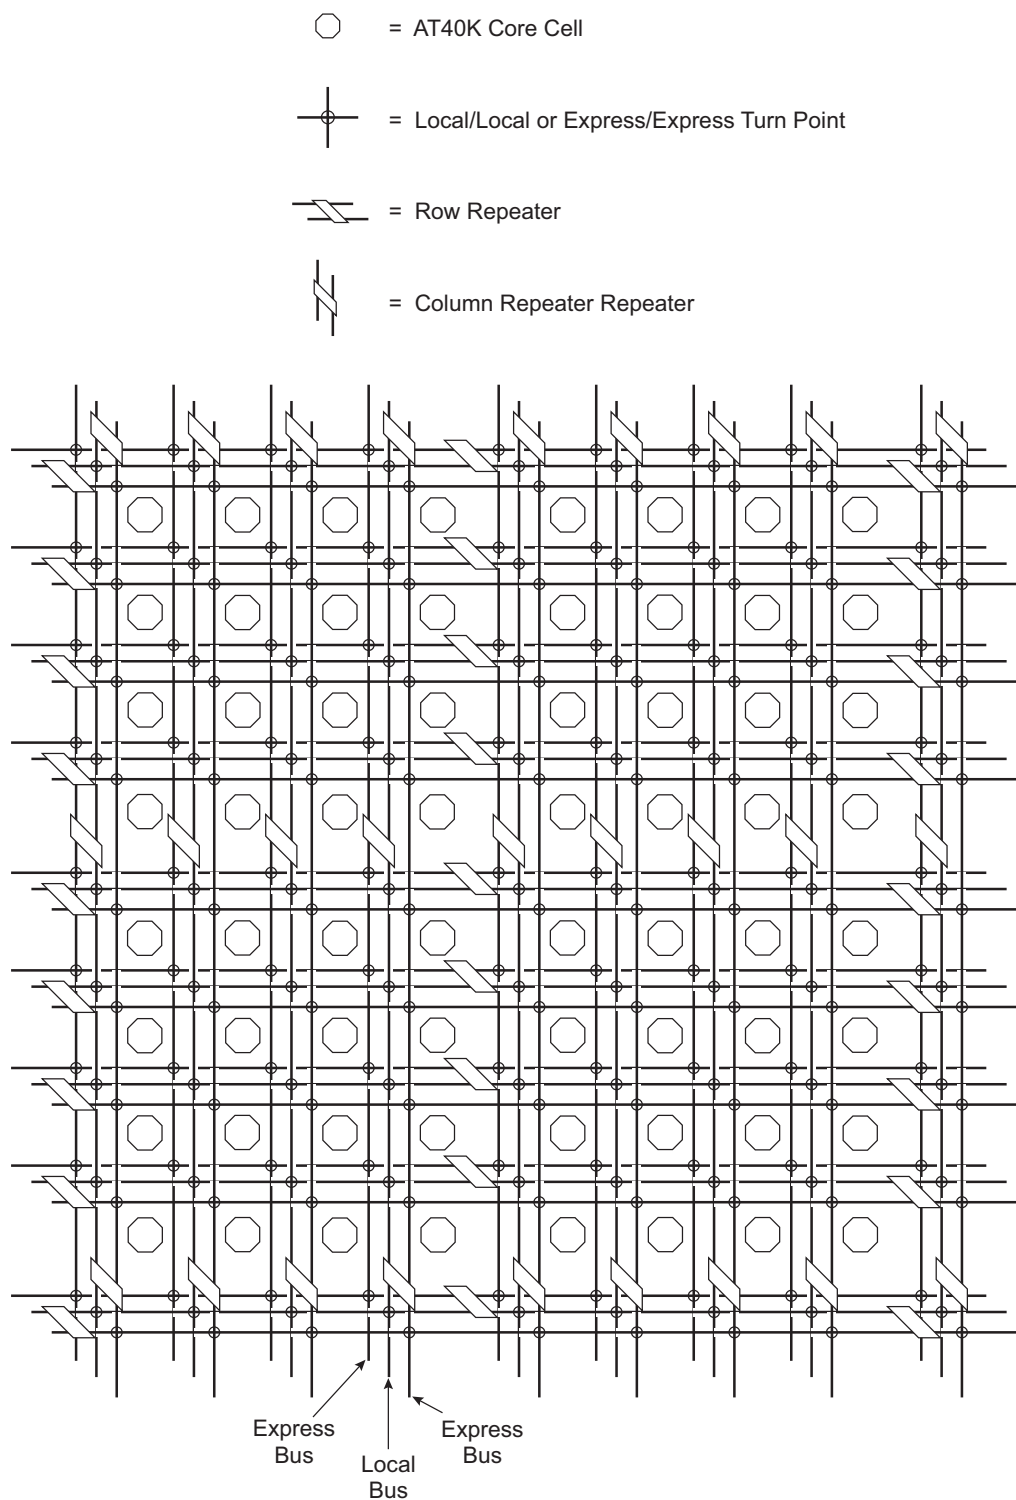 = AT40K Core Cell
= Local/Local or Express/Express Turn Point
= Row Repeater
= Column Repeater Repeater
Express
Bus
Local
Bus
Express
Bus